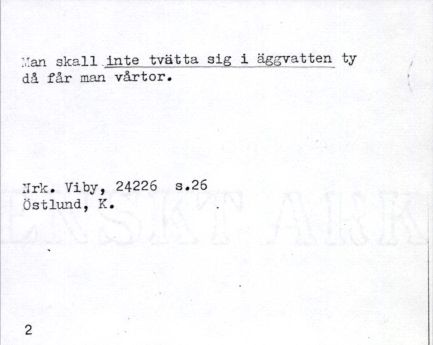 Man skall inte tvätta sig i äggvatten ty
då får man vårtor.
Nrk. Viby, 24226 s.26
Östlund, K.
2